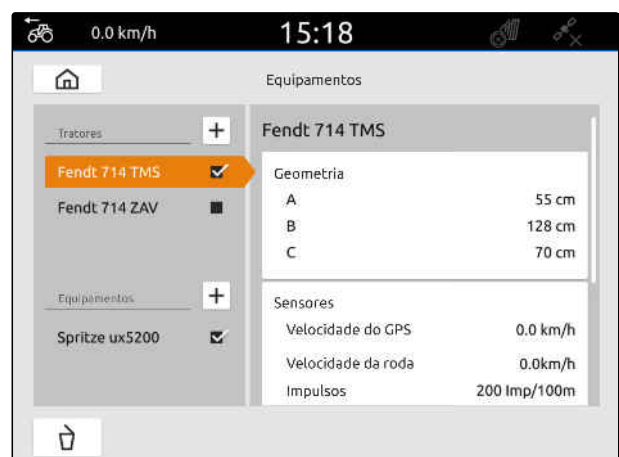 0.0 km/h 15:18
Equipamentos
Tratores
Fendt 714 TMS
Fendt 714 ZAV
Equipamentos
Spritze ux5200
Fendt 714 TMS
Geometria
A 55 cm
B 128 cm
C 70 cm
Sensores
Velocidade do GPS 0.0 km/h
Velocidade da roda 0.0km/h
Impulsos 200 Imp/100m